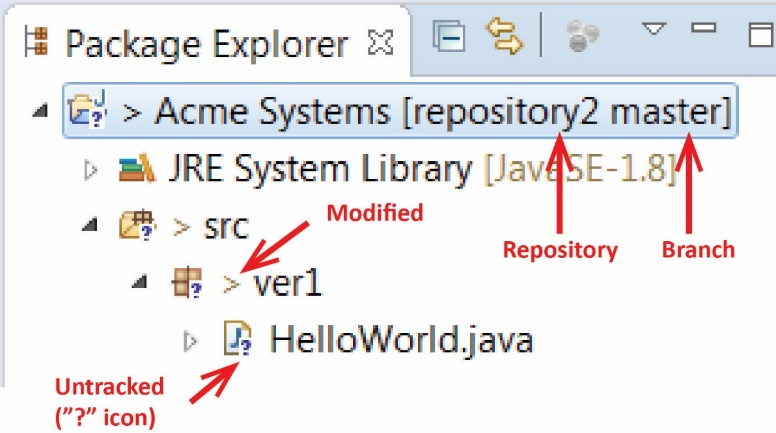 Package Explorer
> Acme Systems [repository2 master]
JRE System Library [JavaSE-1.8]
> src
Modified
Repository
Branch
> ver1
HelloWorld.java
Untracked
("?" icon)